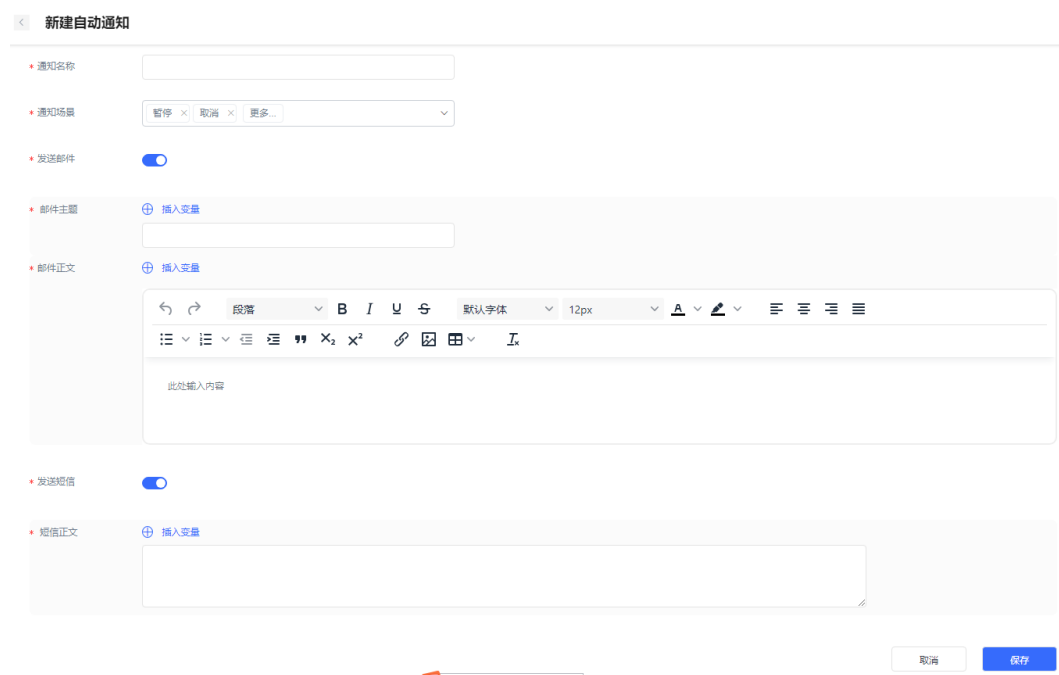 新建自动通知
* 通知名称
* 通知场景 暂停 × 取消 × 更多...
* 发送邮件
* 邮件主题 插入变量
* 邮件正文 插入变量
段落 B I U S 默认字体 12px A
X₂ X²
此处输入内容
* 发送短信
* 短信正文 插入变量
取消 保存